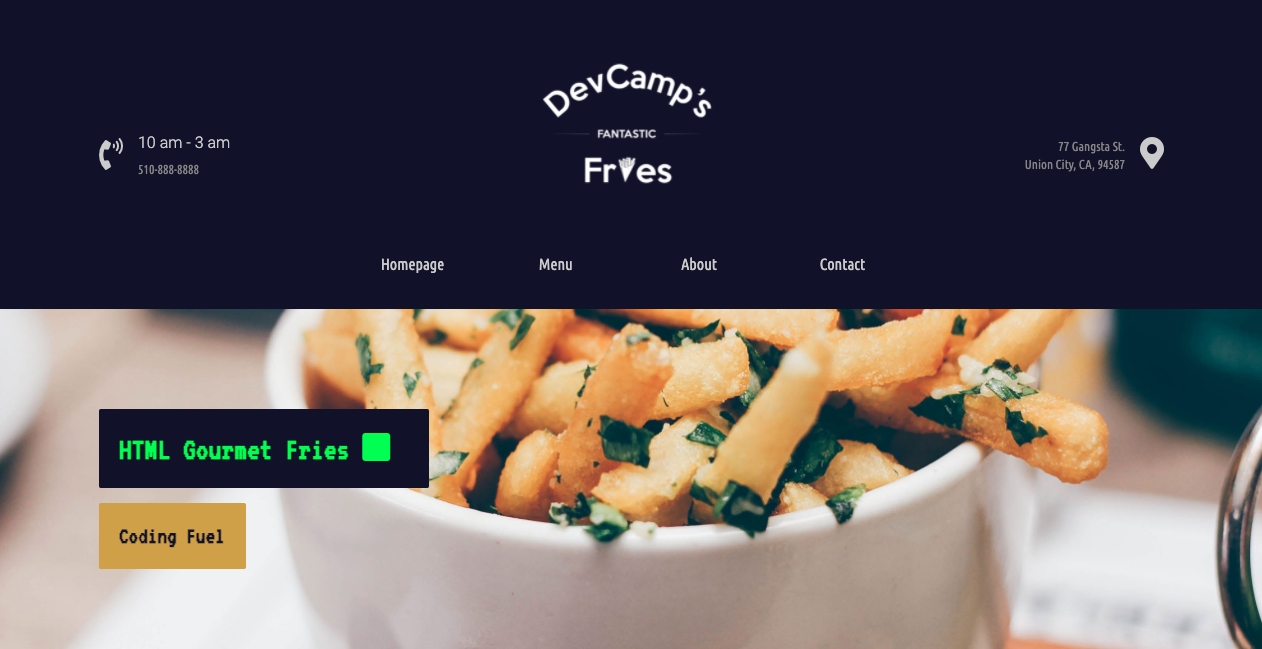 DevCamp's
FANTASTIC
Fries
10 am - 3 am
510-888-8888
77 Gangsta St.
Union City, CA, 94587
Homepage
Menu
About
Contact
HTML Gourmet Fries
Coding Fuel